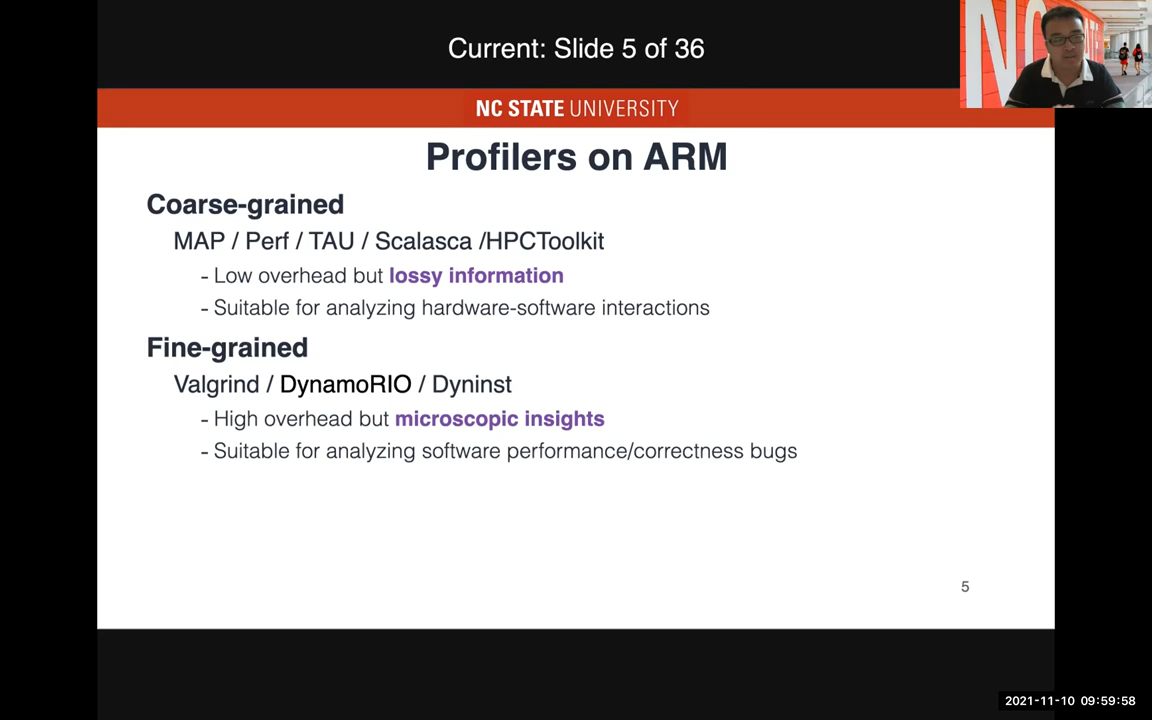 Current: Slide 5 of 36
NC STATE UNIVERSITY
Profilers on ARM
Coarse-grained
MAP / Perf / TAU / Scalasca /HPCToolkit
- Low overhead but lossy information
- Suitable for analyzing hardware-software interactions
Fine-grained
Valgrind / DynamoRIO / Dyninst
- High overhead but microscopic insights
- Suitable for analyzing software performance/correctness bugs
5
2021-11-10 09:59:58